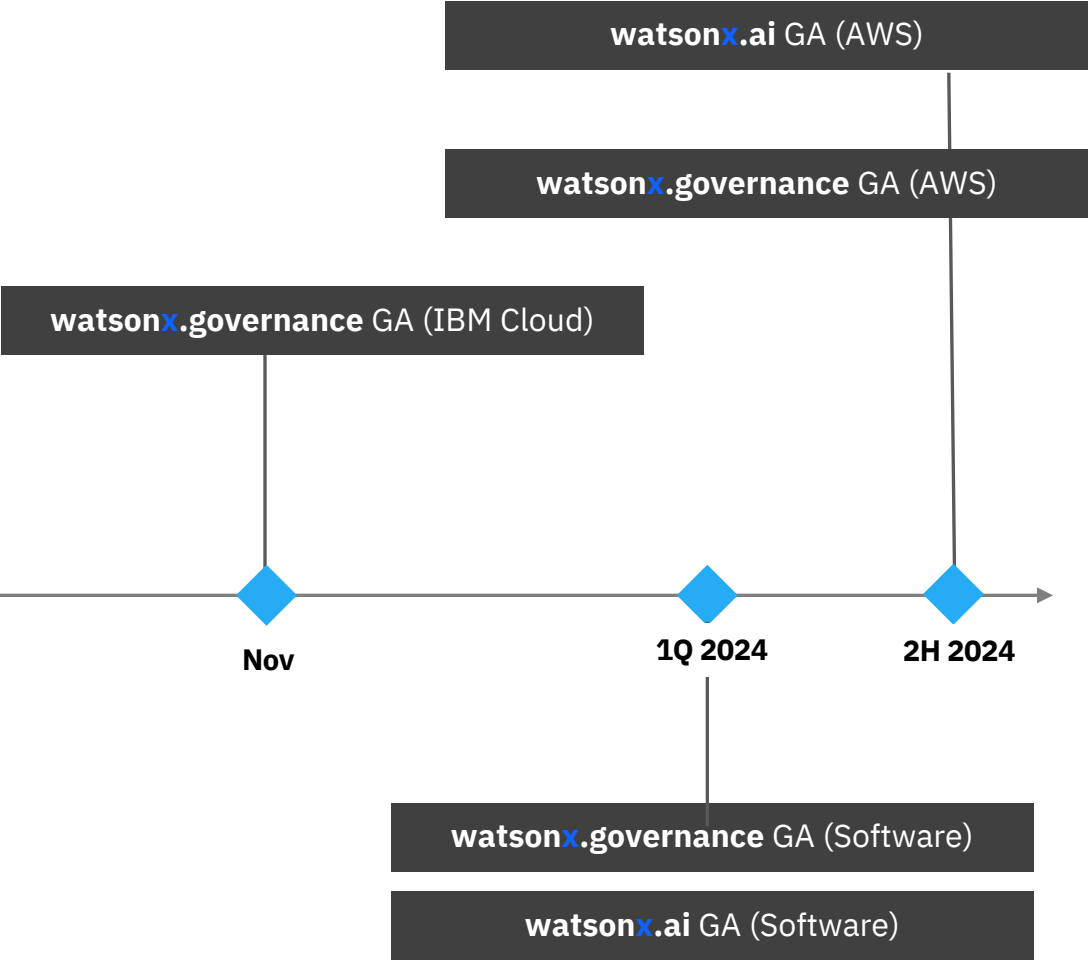 watsonx.ai GA (AWS)
watsonx.governance GA (AWS)
watsonx.governance GA (IBM Cloud)
Nov
1Q 2024
2H 2024
watsonx.governance GA (Software)
watsonx.ai GA (Software)